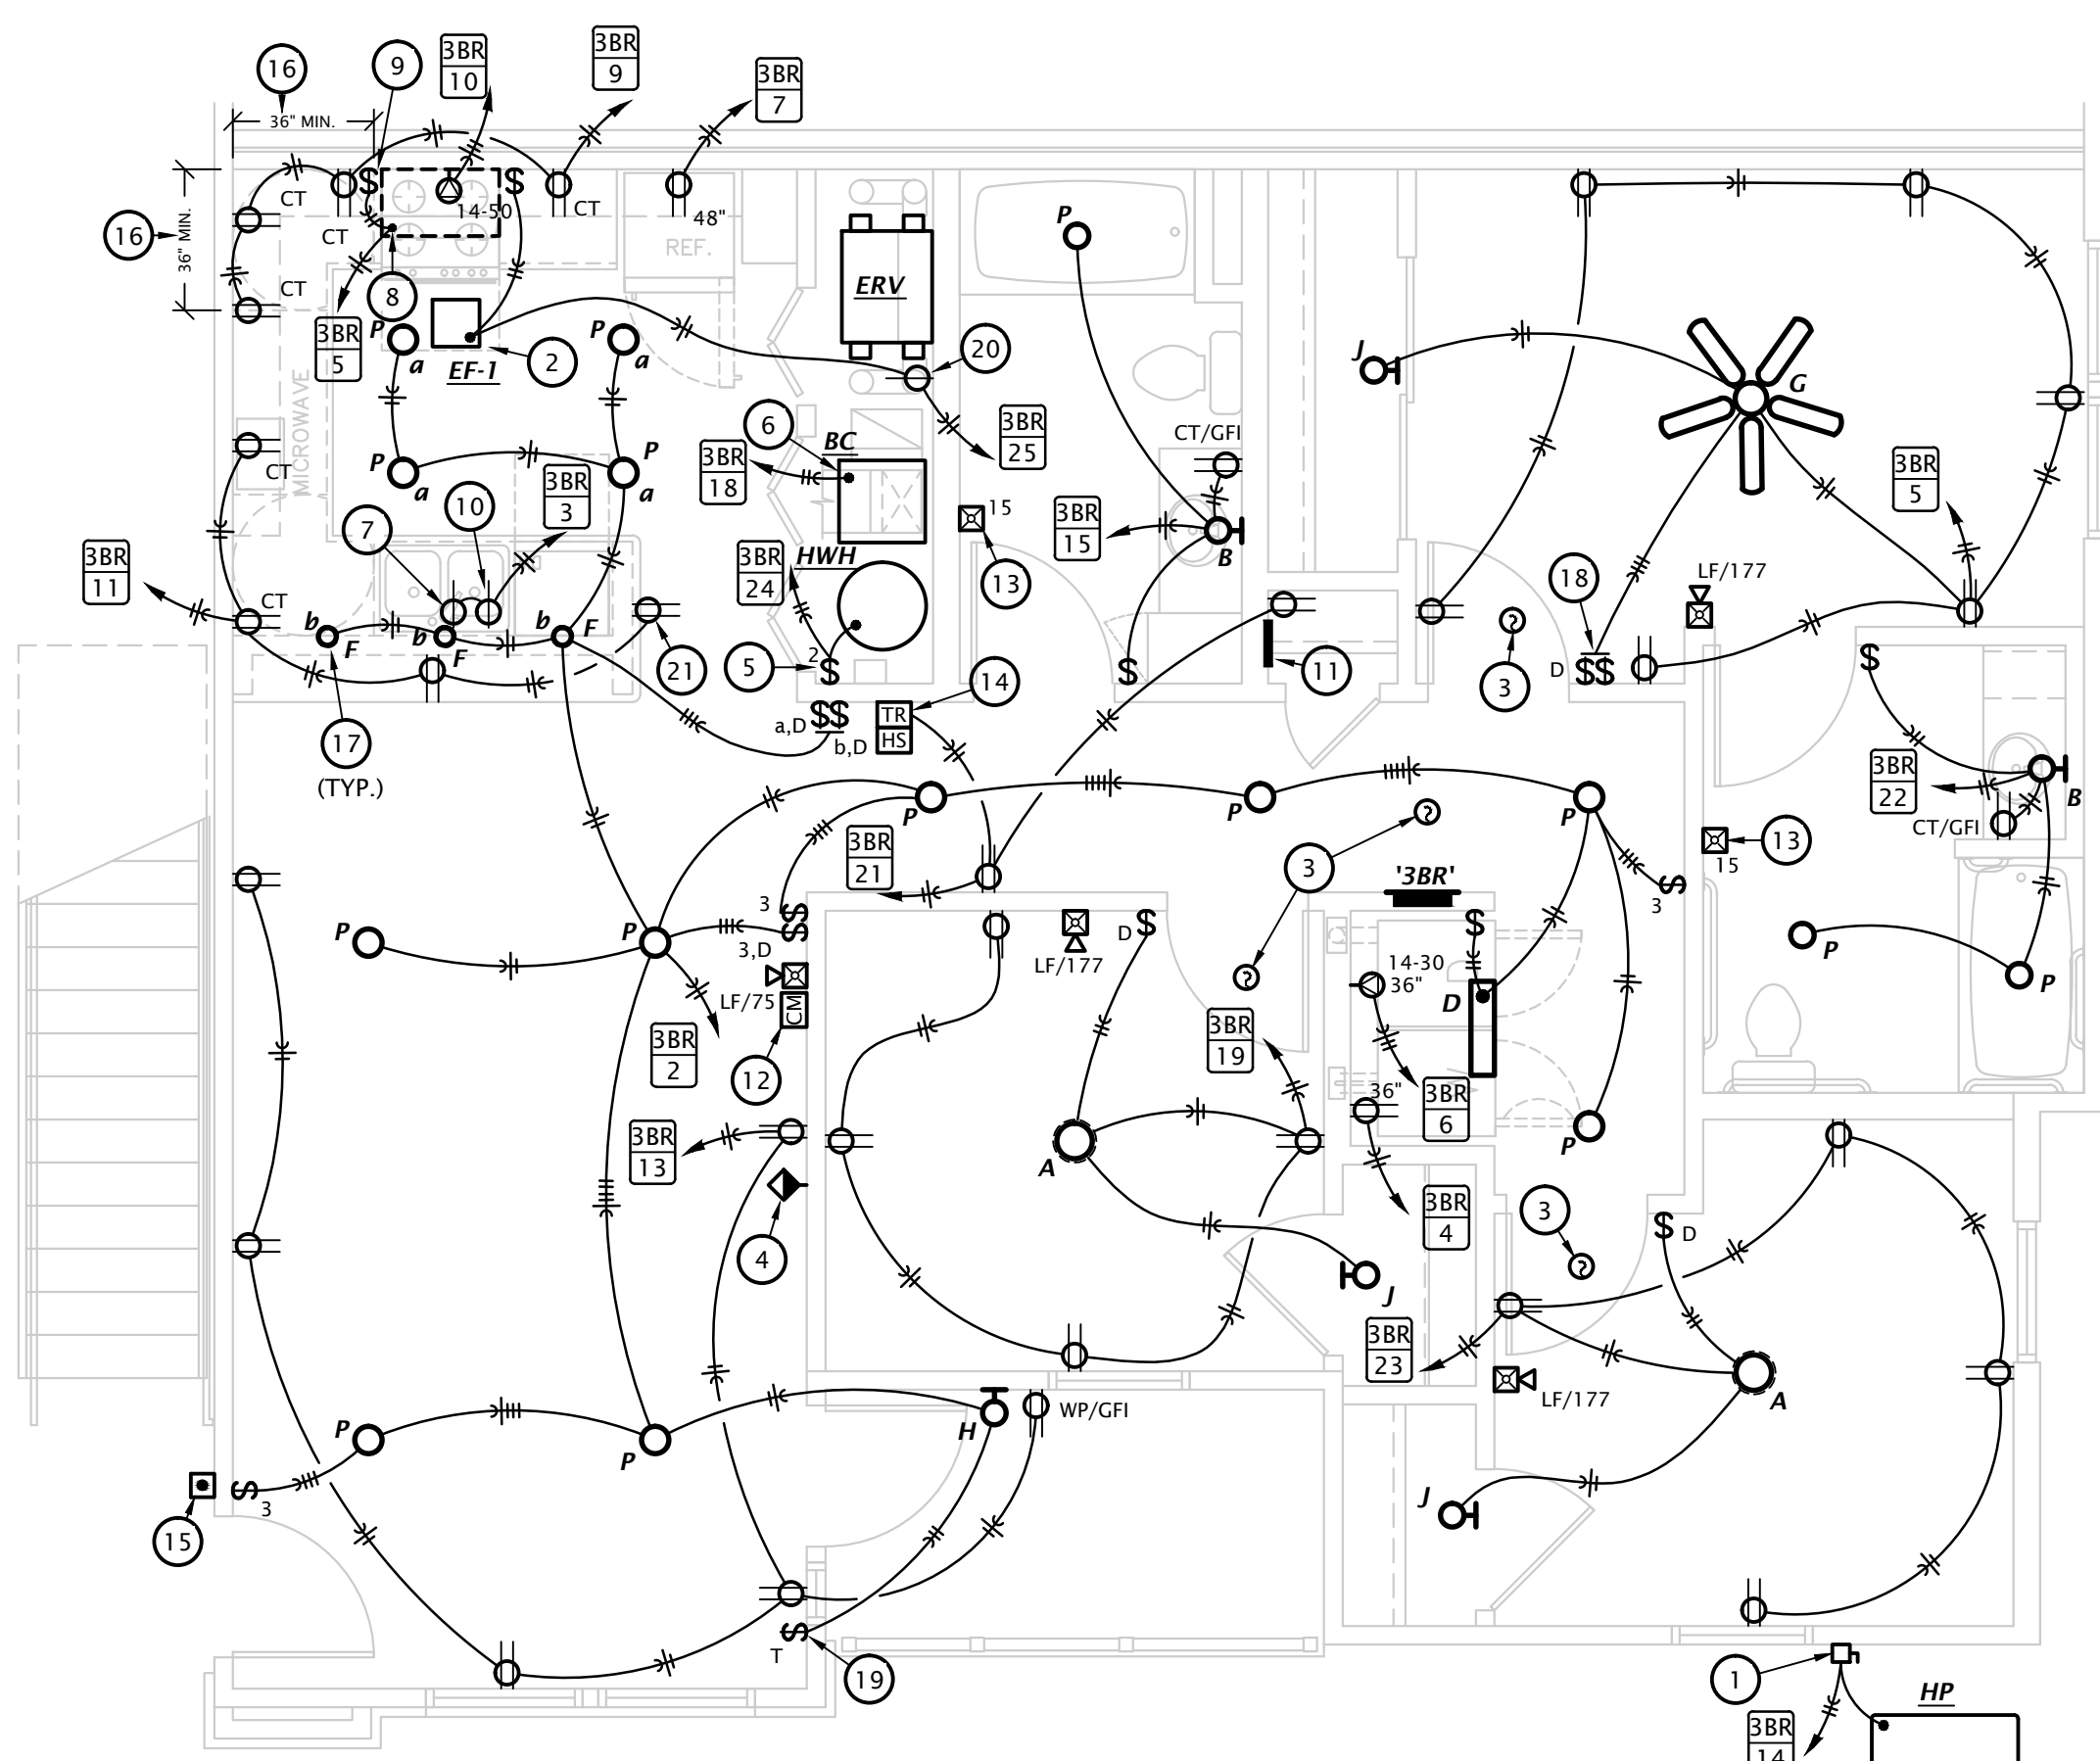 16
9
3BR
10
3BR
9
3BR
7
36" MIN.
16
36" MIN.
CT
CT
CT
CT
14-50
48"
REF.
8
3BR
5
P
a
P
a
EF-1
2
ERV
20
MICROWAVE
P
a
P
a
CT
6
BC
3BR
18
3BR
25
P
CT/GFI
3BR
15
B
15
13
J
G
3BR
5
LF/177
7
10
3BR
3
3BR
11
CT
b
F
b
F
b
F
17
(TYP.)
21
3BR
24
HWH
5
2
$
14
TR
HS
a,D
$$
b,D
$
11
3
18
D
$$
$
3BR
22
B
CT/GFI
13
15
P
P
P
P
P
3
3BR
21
3
$
$
3,D
3
'3BR'
$
3
P
P
LF/75
CM
12
3BR
2
LF/177
D
$
14-30
36"
D
3BR
19
3BR
6
36"
P
3BR
13
4
A
J
3BR
4
3
$
D
3BR
23
LF/177
A
J
P
P
H
WP/GFI
15
$
3
$
T
19
1
HP
3BR
14